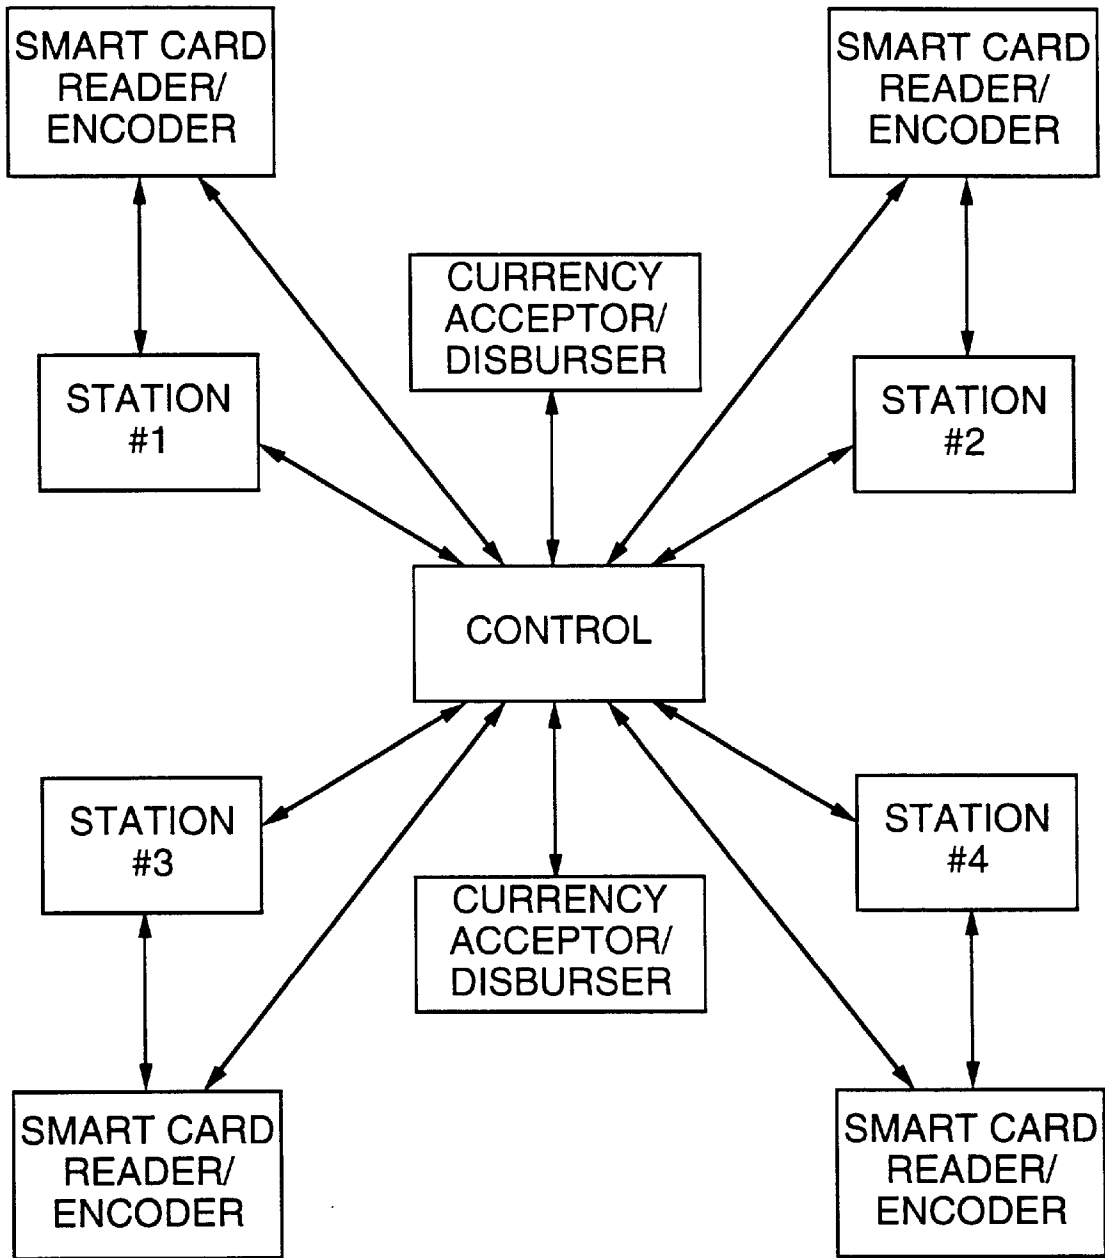 SMART CARD
READER/
ENCODER
SMART CARD
READER/
ENCODER
CURRENCY
ACCEPTOR/
DISBURSER
STATION
#1
STATION
#2
CONTROL
STATION
#3
STATION
#4
CURRENCY
ACCEPTOR/
DISBURSER
SMART CARD
READER/
ENCODER
SMART CARD
READER/
ENCODER